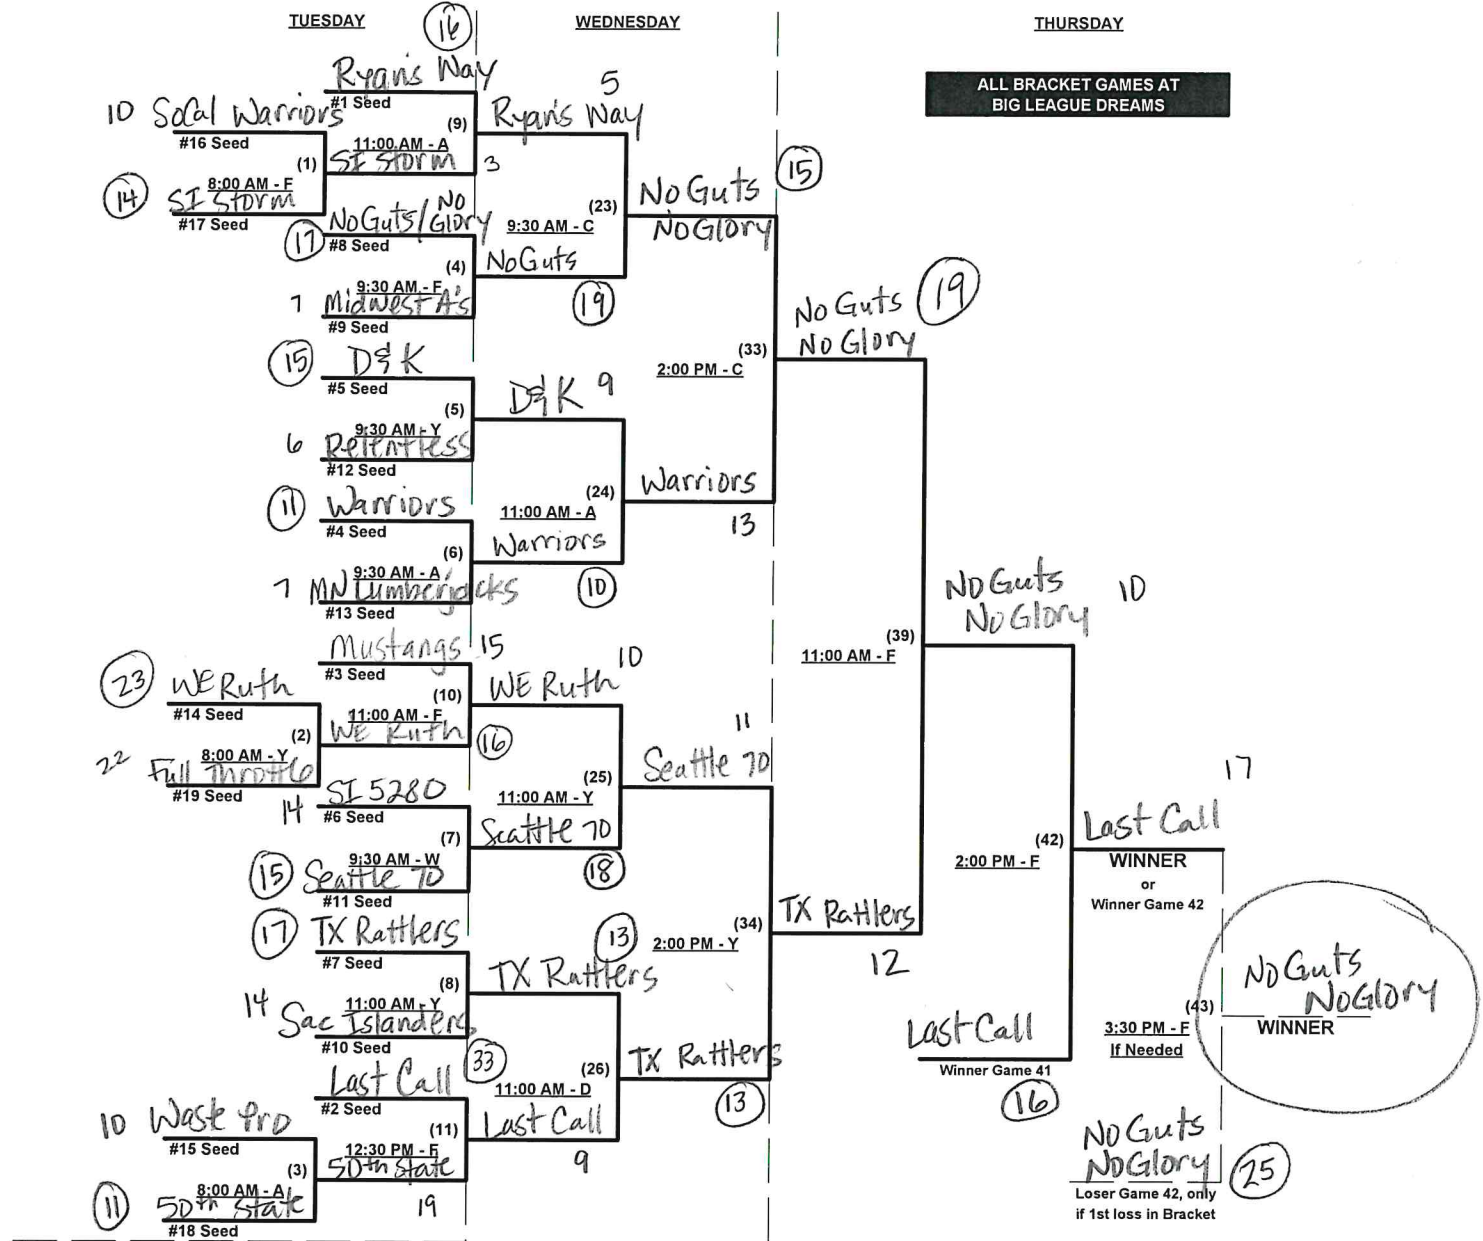 TUESDAY
WEDNESDAY
THURSDAY
ALL BRACKET GAMES AT
BIG LEAGUE DREAMS
16
Ryan's Way
#1 Seed
10 SoCal Warriors
#16 Seed
(1)
8:00 AM - F
14 SI Storm
#17 Seed
(9)
11:00 AM - A
SI Storm
3
No Guts/No Glory
17
#8 Seed
(4)
9:30 AM - F
7 Midwest A's
#9 Seed
15 D&K
#5 Seed
(5)
9:30 AM - Y
6 Relentless
#12 Seed
11 Warriors
#4 Seed
(6)
9:30 AM - A
7 MN Lumberjacks
#13 Seed
Mustangs 15
#3 Seed
23 WE Ruth
#14 Seed
(2)
8:00 AM - Y
22 Full Throttle
#19 Seed
(10)
11:00 AM - F
WE Ruth
16
14 SI 5280
#6 Seed
(7)
9:30 AM - W
15 Seattle 70
#11 Seed
17 TX Rattlers
#7 Seed
(8)
11:00 AM - Y
14 Sac Islanders
#10 Seed
33
Last Call
#2 Seed
10 Waste Pro
#15 Seed
(3)
8:00 AM - A
11 50th State
#18 Seed
(11)
12:30 PM - F
50th State
19
5
Ryan's Way
(23)
9:30 AM - C
No Guts
19
D&K 9
(24)
11:00 AM - A
Warriors
10
10
WE Ruth
(25)
11:00 AM - Y
Seattle 70
18
13
TX Rattlers
(26)
11:00 AM - D
Last Call
9
No Guts
No Glory
15
(33)
2:00 PM - C
Warriors
13
11
Seattle 70
(34)
2:00 PM - Y
TX Rattlers
13
No Guts
No Glory
19
(39)
11:00 AM - F
TX Rattlers
12
No Guts
No Glory
10
(42)
2:00 PM - F
Last Call
Winner Game 41
16
17
Last Call
WINNER
or
Winner Game 42
(43)
3:30 PM - F
If Needed
No Guts
No Glory
25
Loser Game 42, only
if 1st loss in Bracket
No Guts
No Glory
WINNER